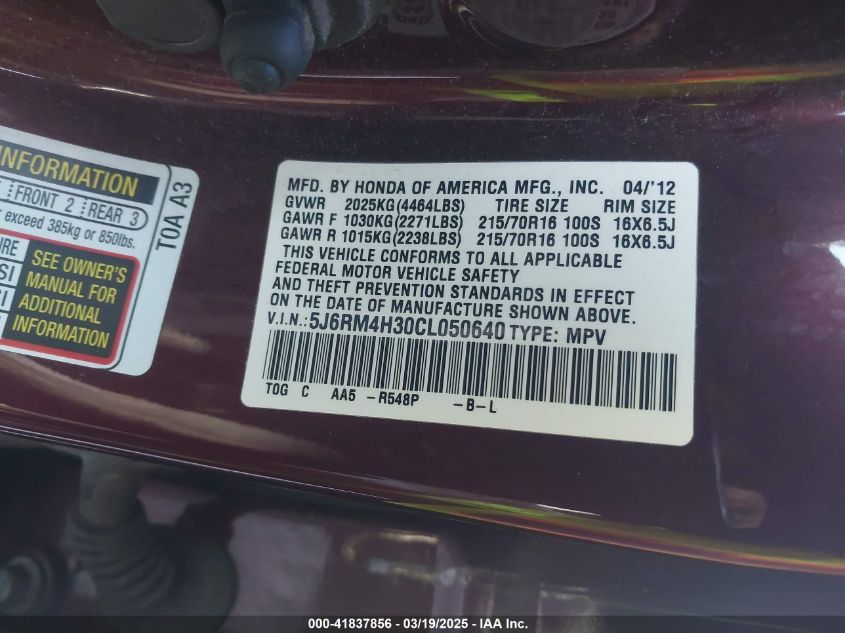 INFORMATION
FRONT 2 REAR 3
exceed 385kg or 850lbs.
SEE OWNER'S
MANUAL FOR
ADDITIONAL
INFORMATION
T0A A3
MFD. BY HONDA OF AMERICA MFG., INC. 04/'12
GVWR 2025KG(4464LBS) TIRE SIZE RIM SIZE
GAWR F 1030KG(2271LBS) 215/70R16 100S 16X6.5J
GAWR R 1015KG(2238LBS) 215/70R16 100S 16X6.5J
THIS VEHICLE CONFORMS TO ALL APPLICABLE
FEDERAL MOTOR VEHICLE SAFETY
AND THEFT PREVENTION STANDARDS IN EFFECT
ON THE DATE OF MANUFACTURE SHOWN ABOVE.
V.I.N.: 5J6RM4H30CL050640 TYPE: MPV
T0G C AA5 -R548P -B-L
000-41837856 - 03/19/2025 - IAA Inc.